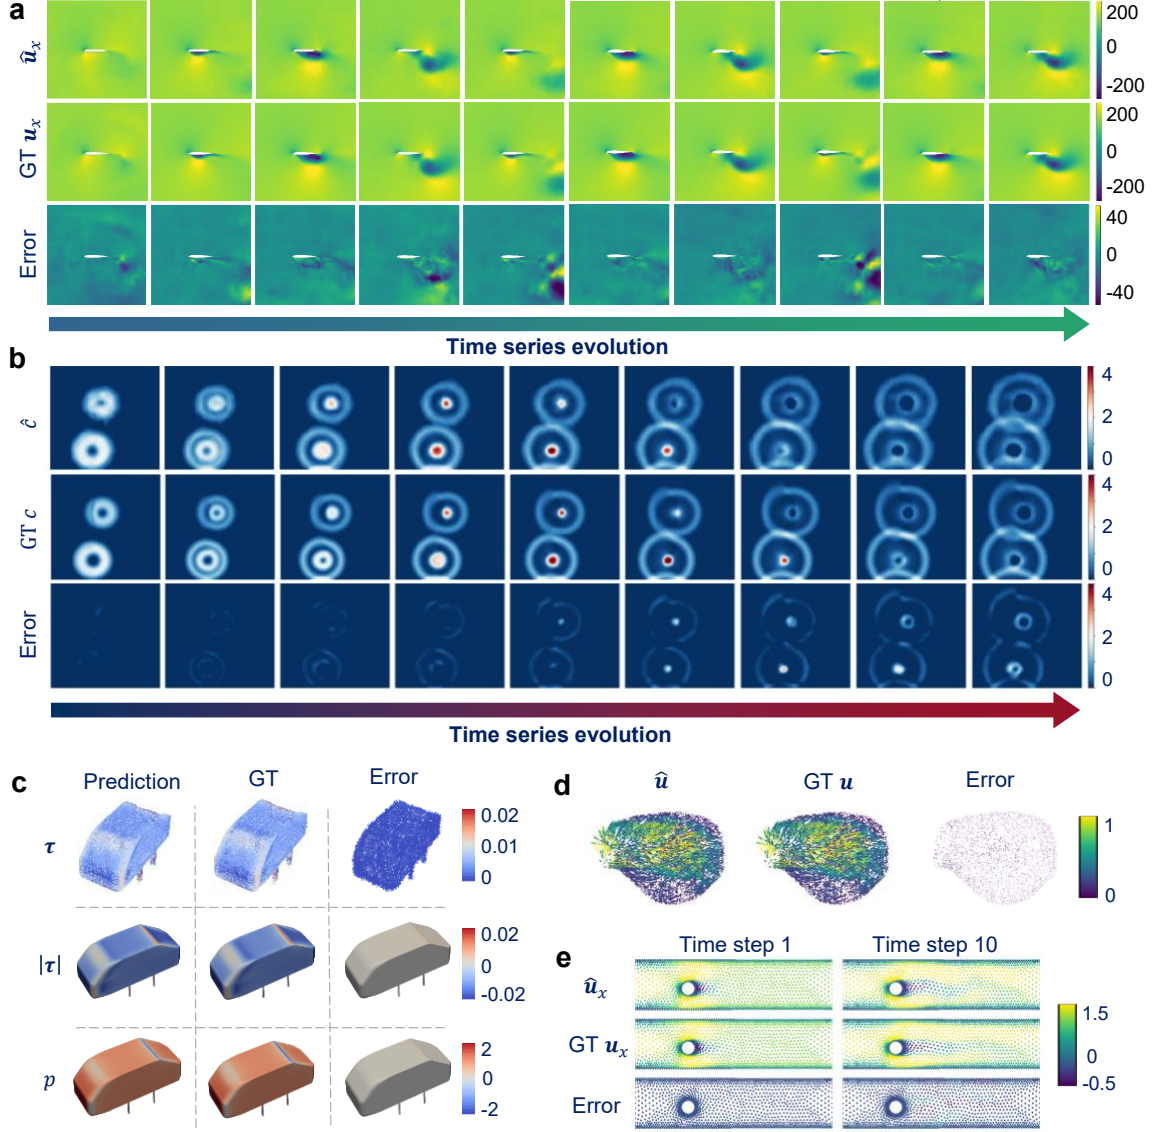 a
û_x
200
0
-200
GT u_x
200
0
-200
Error
40
0
-40
Time series evolution
b
ĉ
4
2
0
GT c
4
2
0
Error
4
2
0
Time series evolution
c
Prediction
GT
Error
τ
0.02
0.01
0
|τ|
0.02
0
-0.02
p
2
0
-2
d
û
GT u
Error
1
0
e
Time step 1
Time step 10
û_x
GT u_x
Error
1.5
0
-0.5